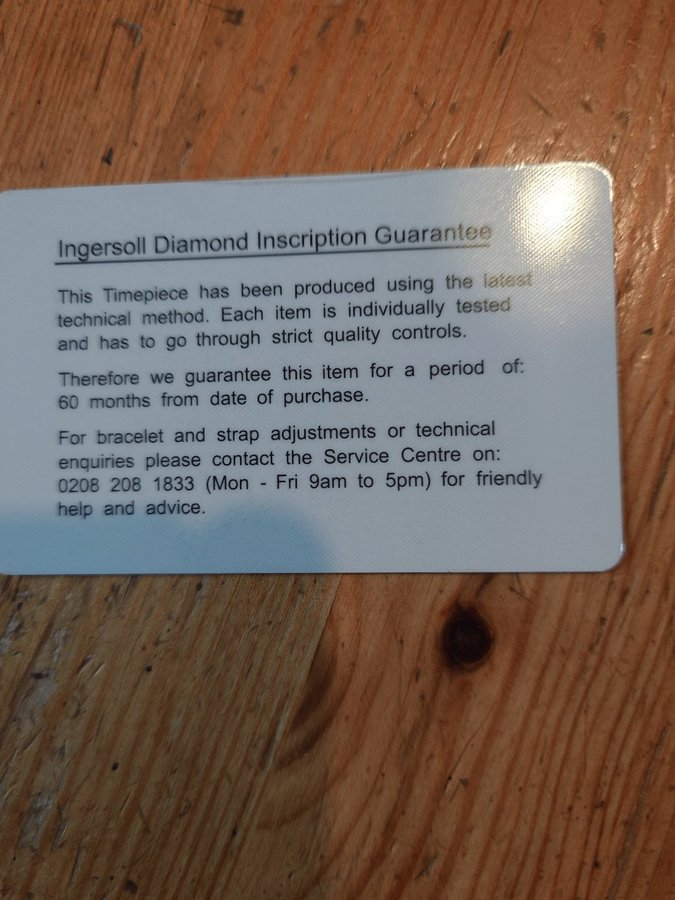 Ingersoll Diamond Inscription Guarantee
This Timepiece has been produced using the latest
technical method. Each item is individually tested
and has to go through strict quality controls.
Therefore we guarantee this item for a period of:
60 months from date of purchase.
For bracelet and strap adjustments or technical
enquiries please contact the Service Centre on:
0208 208 1833 (Mon - Fri 9am to 5pm) for friendly
help and advice.